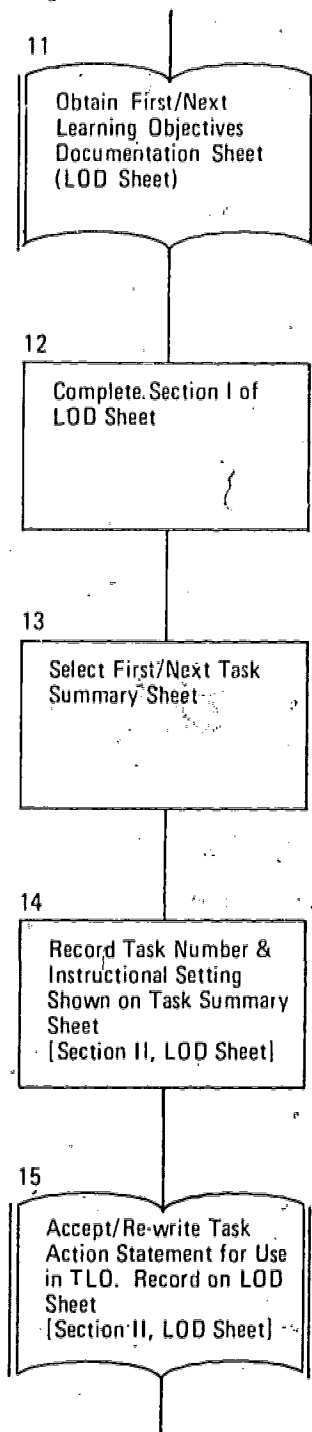 11
Obtain First/Next
Learning Objectives
Documentation Sheet
(LOD Sheet)
12
Complete Section I of
LOD Sheet
13
Select First/Next Task
Summary Sheet
14
Record Task Number &
Instructional Setting
Shown on Task Summary
Sheet
[Section II, LOD Sheet]
15
Accept/Re-write Task
Action Statement for Use
in TLO. Record on LOD
Sheet
[Section II, LOD Sheet]